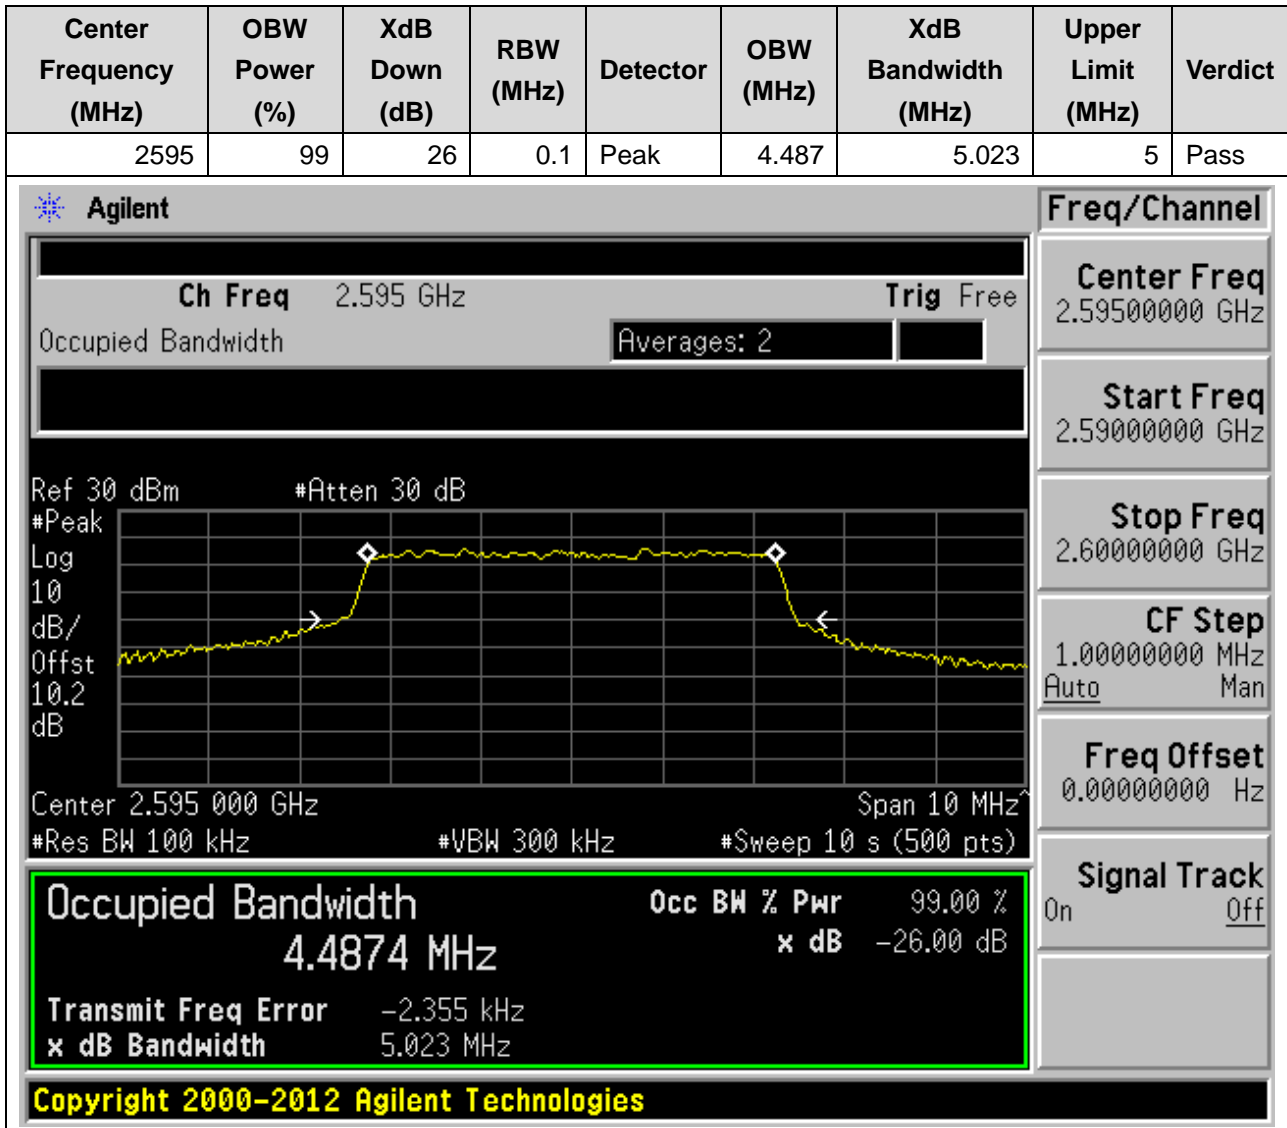 Center Frequency (MHz) OBW Power (%) XdB Down (dB) RBW (MHz) Detector OBW (MHz) XdB Bandwidth (MHz) Upper Limit (MHz) Verdict
2595 99 26 0.1 Peak 4.487 5.023 5 Pass
Agilent
Freq/Channel
Ch Freq 2.595 GHz Trig Free
Occupied Bandwidth Averages: 2
Center Freq
2.59500000 GHz
Start Freq
2.59000000 GHz
Stop Freq
2.60000000 GHz
CF Step
1.00000000 MHz
Auto Man
Freq Offset
0.00000000 Hz
Signal Track
On Off
Ref 30 dBm #Atten 30 dB
#Peak
Log
10
dB/
Offst
10.2
dB
Center 2.595 000 GHz Span 10 MHz^
#Res BW 100 kHz #VBW 300 kHz #Sweep 10 s (500 pts)
Occupied Bandwidth Occ BW % Pwr 99.00 %
4.4874 MHz x dB -26.00 dB
Transmit Freq Error -2.355 kHz
x dB Bandwidth 5.023 MHz
Copyright 2000-2012 Agilent Technologies